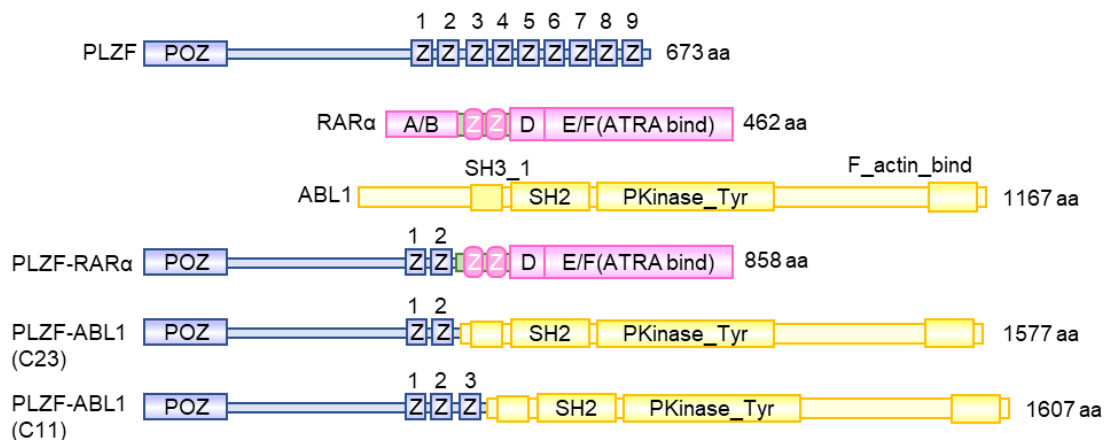 1 2 3 4 5 6 7 8 9
PLZF POZ Z Z Z Z Z Z Z Z Z 673 aa
RARα A/B Z Z D E/F(ATRA bind) 462 aa
SH3_1 F_actin_bind
ABL1 SH2 PKinase_Tyr 1167 aa
1 2
PLZF-RARα POZ Z Z Z Z D E/F(ATRA bind) 858 aa
1 2
PLZF-ABL1 POZ Z Z SH2 PKinase_Tyr 1577 aa
(C23)
1 2 3
PLZF-ABL1 POZ Z Z Z SH2 PKinase_Tyr 1607 aa
(C11)